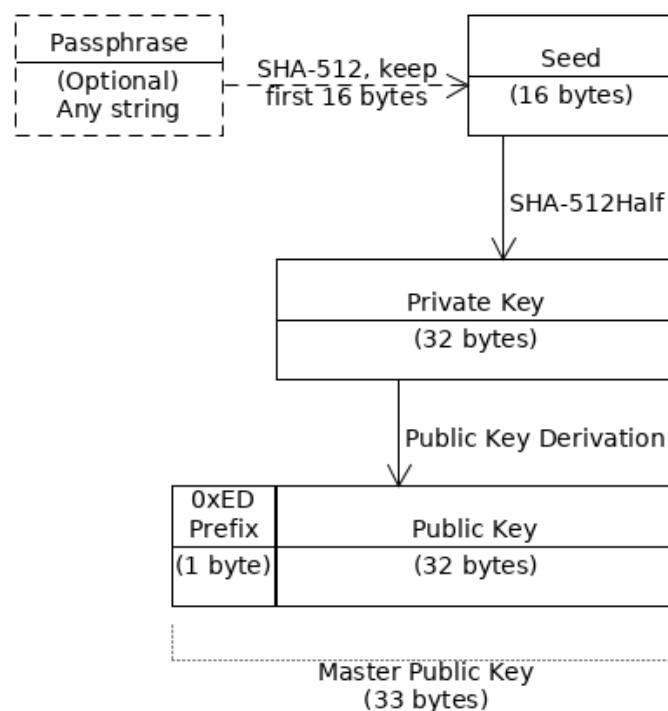 Passphrase
(Optional)
Any string
SHA-512, keep
first 16 bytes
Seed
(16 bytes)
SHA-512Half
Private Key
(32 bytes)
Public Key Derivation
0xED
Prefix
(1 byte)
Public Key
(32 bytes)
Master Public Key
(33 bytes)